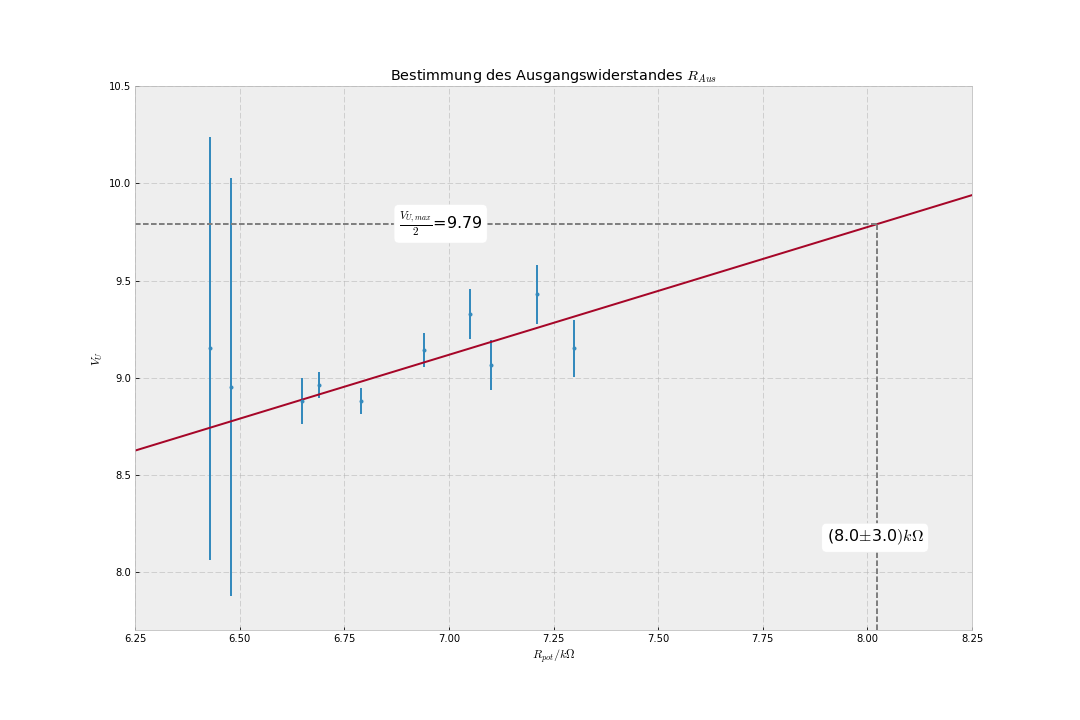 Bestimmung des Ausgangswiderstandes R_Aus
10.5
10.0
9.5
9.0
8.5
8.0
V_U
V_U,max/2=9.79
(8.0±3.0)kΩ
6.25 6.50 6.75 7.00 7.25 7.50 7.75 8.00 8.25
R_pot/kΩ